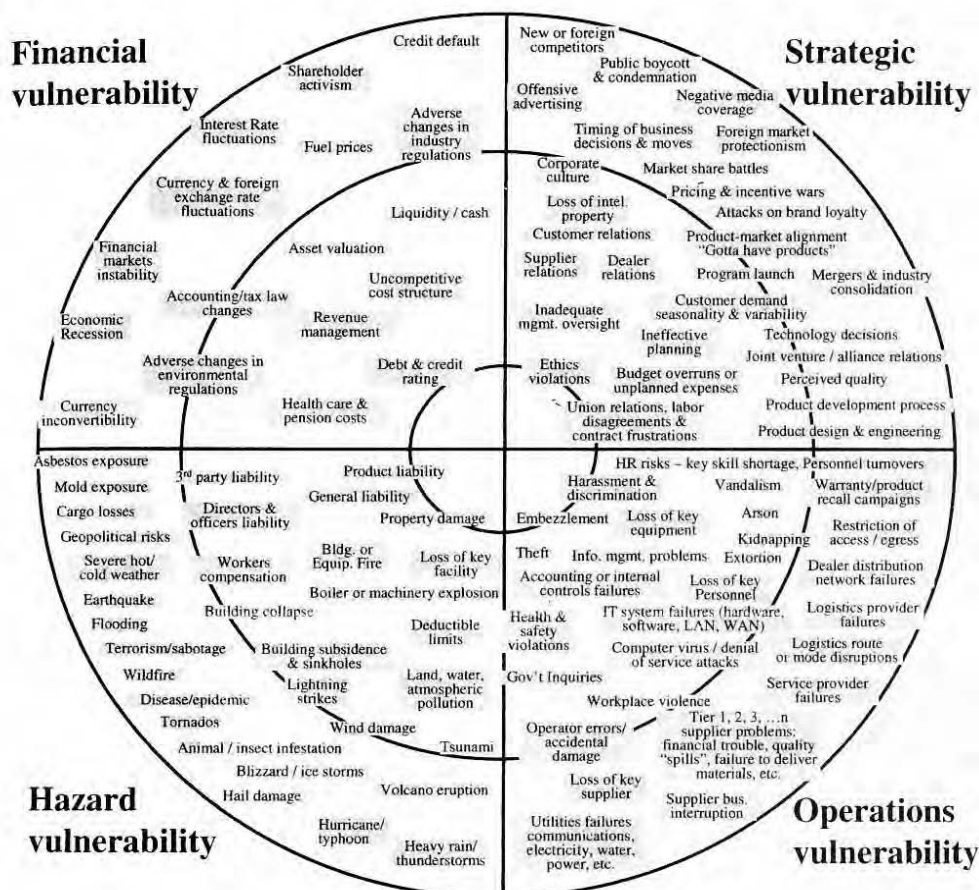 Financial
vulnerability
Credit default
Shareholder
activism
Interest Rate
fluctuations
Fuel prices
Adverse
changes in
industry
regulations
Currency & foreign
exchange rate
fluctuations
Liquidity / cash
Financial
markets
instability
Asset valuation
Uncompetitive
cost structure
Accounting/tax law
changes
Revenue
management
Economic
Recession
Adverse changes in
environmental
regulations
Debt & credit
rating
Health care &
pension costs
Currency
inconvertibility
Strategic
vulnerability
New or foreign
competitors
Public boycott
& condemnation
Offensive
advertising
Negative media
coverage
Timing of business
decisions & moves
Foreign market
protectionism
Corporate
culture
Market share battles
Pricing & incentive wars
Loss of intel.
property
Attacks on brand loyalty
Customer relations
Product-market alignment
"Gotta have products"
Supplier
relations
Dealer
relations
Program launch
Mergers & industry
consolidation
Customer demand
seasonality & variability
Inadequate
mgmt. oversight
Ineffective
planning
Technology decisions
Joint venture / alliance relations
Ethics
violations
Budget overruns or
unplanned expenses
Perceived quality
Union relations, labor
disagreements &
contract frustrations
Product development process
Product design & engineering
Asbestos exposure
3rd party liability
Product liability
Mold exposure
General liability
Cargo losses
Directors &
officers liability
Property damage
Geopolitical risks
Severe hot/
cold weather
Workers
compensation
Bldg. or
Equip. Fire
Loss of key
facility
Earthquake
Boiler or machinery explosion
Building collapse
Flooding
Deductible
limits
Terrorism/sabotage
Building subsidence
& sinkholes
Wildfire
Lightning
strikes
Land, water,
atmospheric
pollution
Disease/epidemic
Tornados
Wind damage
Animal / insect infestation
Tsunami
Blizzard / ice storms
Hail damage
Volcano eruption
Hurricane/
typhoon
Heavy rain/
thunderstorms
Hazard
vulnerability
HR risks – key skill shortage, Personnel turnovers
Harassment &
discrimination
Vandalism
Warranty/product
recall campaigns
Embezzlement
Loss of key
equipment
Arson
Restriction of
access / egress
Kidnapping
Theft
Info. mgmt. problems
Extortion
Dealer distribution
network failures
Accounting or internal
controls failures
Loss of key
Personnel
Health &
safety
violations
IT system failures (hardware,
software, LAN, WAN)
Logistics provider
failures
Computer virus / denial
of service attacks
Logistics route
or mode disruptions
Gov't Inquiries
Service provider
failures
Workplace violence
Operator errors/
accidental
damage
Tier 1, 2, 3, …n
supplier problems:
financial trouble, quality
"spills", failure to deliver
materials, etc.
Loss of key
supplier
Supplier bus.
interruption
Utilities failures
communications,
electricity, water,
power, etc.
Operations
vulnerability